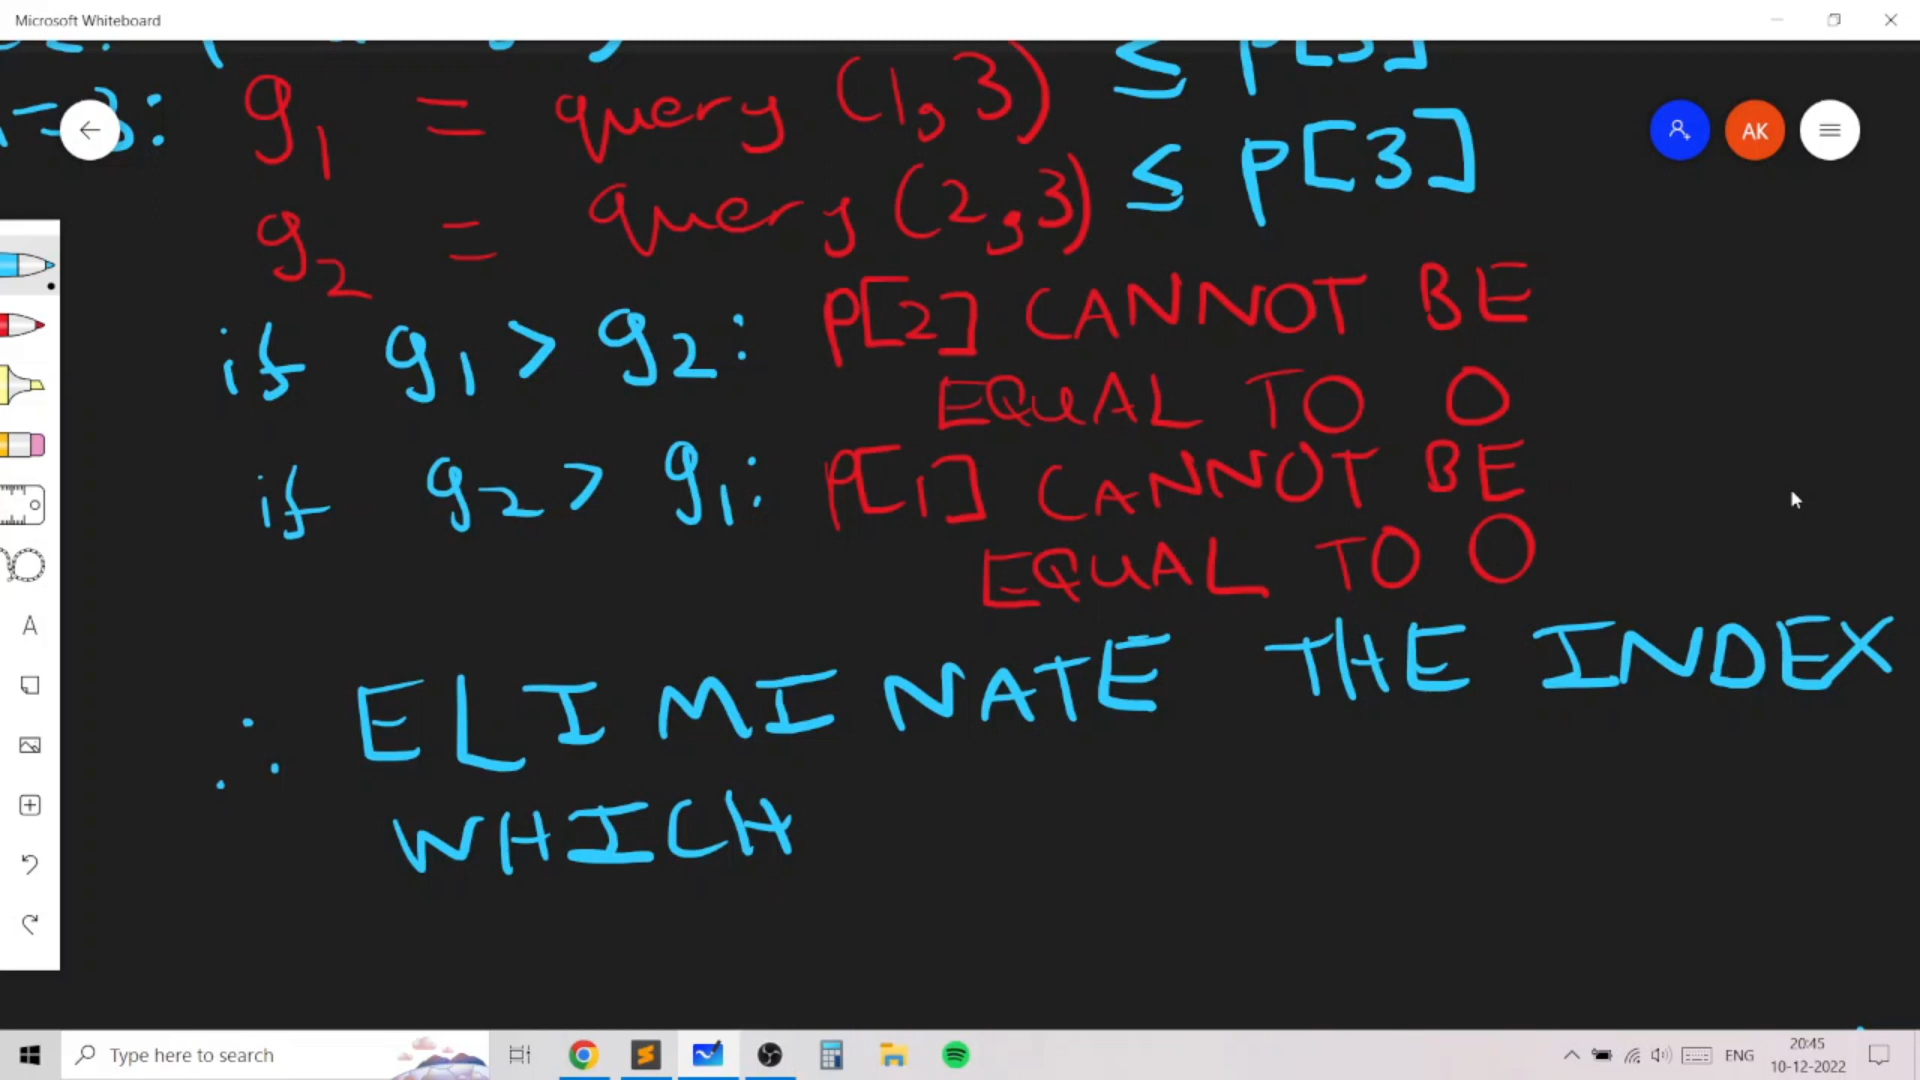 Microsoft Whiteboard
≤ p[3]
g1 = query (1, 3)
AK
g2 = query (2, 3) ≤ p[3]
if g1 > g2: p[2] CANNOT BE
EQUAL TO 0
if g2 > g1: p[1] CANNOT BE
EQUAL TO 0
∴ ELIMINATE THE INDEX
WHICH
Type here to search
ENG
20:45
10-12-2022